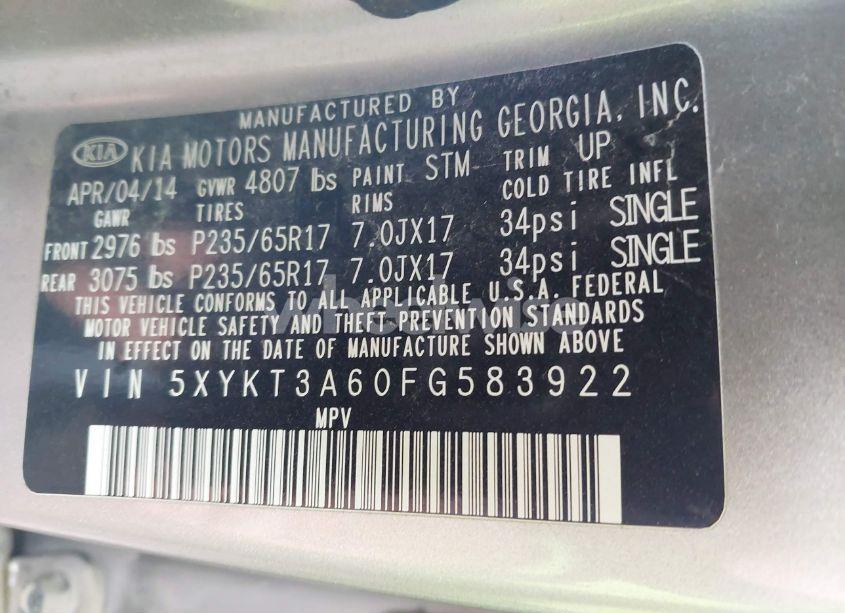 MANUFACTURED BY
KIA KIA MOTORS MANUFACTURING GEORGIA, INC.
APR/04/14 GVWR 4807 lbs PAINT STM TRIM UP
GAWR TIRES RIMS COLD TIRE INFL
FRONT 2976 lbs P235/65R17 7.0JX17 34psi SINGLE
REAR 3075 lbs P235/65R17 7.0JX17 34psi SINGLE
THIS VEHICLE CONFORMS TO ALL APPLICABLE U.S.A. FEDERAL
MOTOR VEHICLE SAFETY AND THEFT-PREVENTION STANDARDS
IN EFFECT ON THE DATE OF MANUFACTURE SHOWN ABOVE
VIN 5XYKT3A60FG583922
MPV